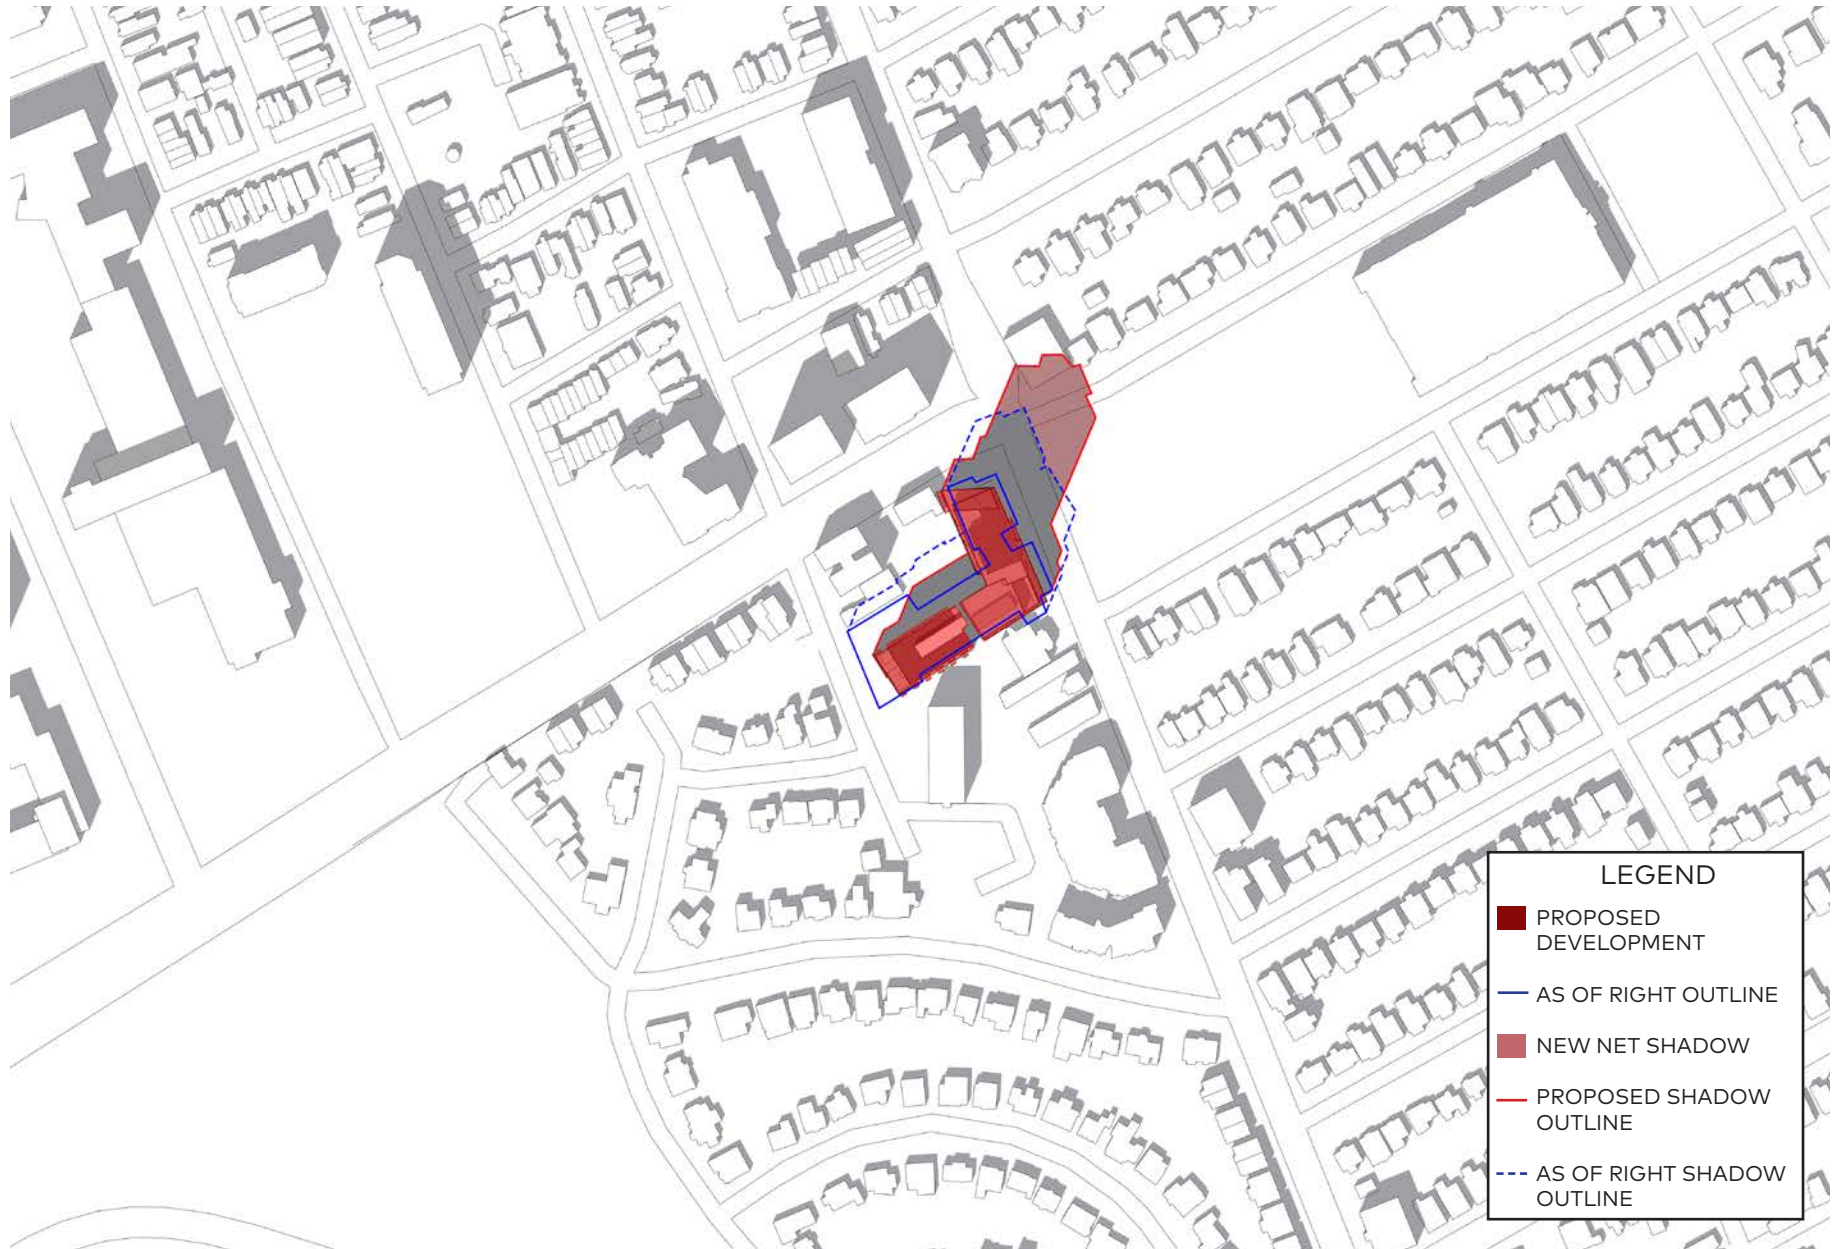 LEGEND
PROPOSED
DEVELOPMENT
AS OF RIGHT OUTLINE
NEW NET SHADOW
PROPOSED SHADOW
OUTLINE
AS OF RIGHT SHADOW
OUTLINE